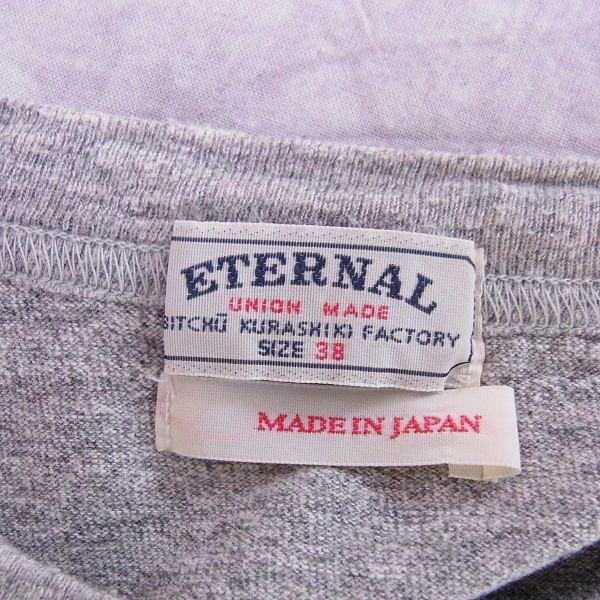 ETERNAL
UNION MADE
BITCHŪ KURASHIKI FACTORY
SIZE 38
MADE IN JAPAN